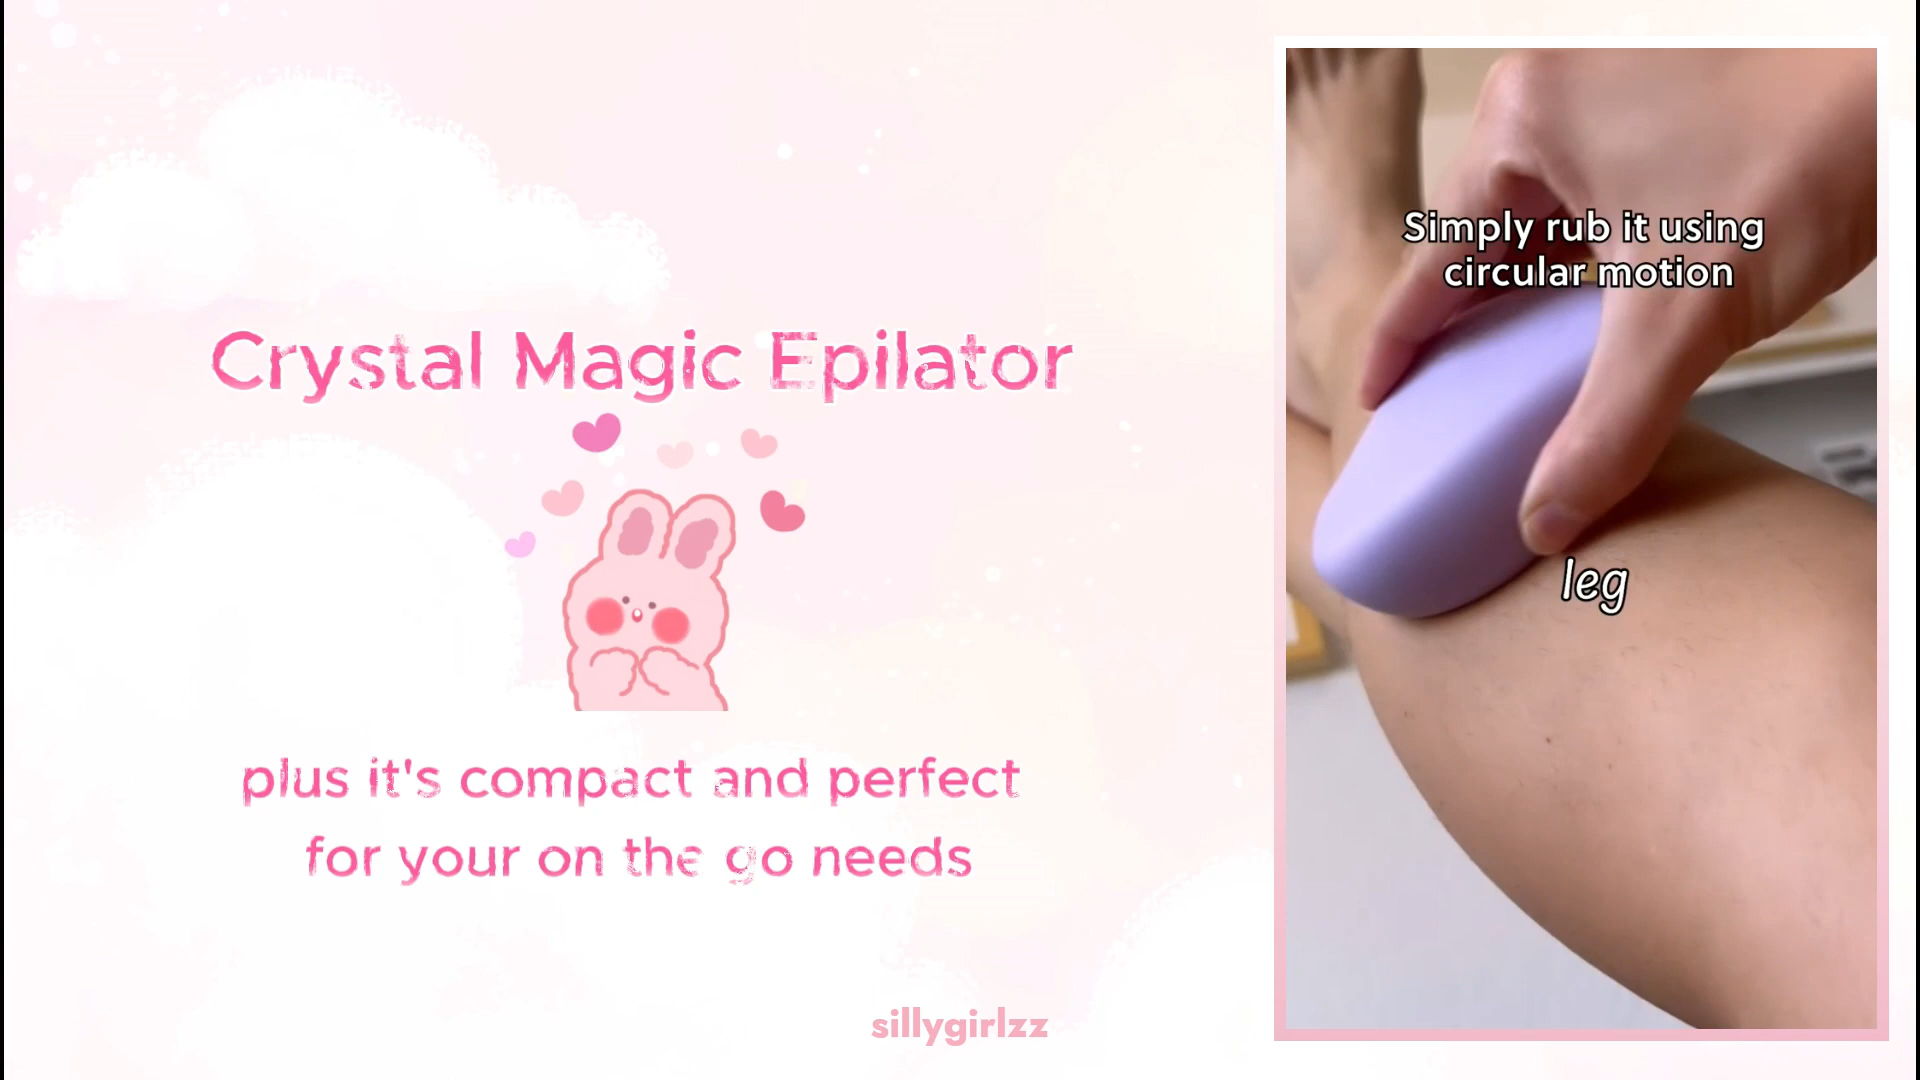 Crystal Magic Epilator
plus it's compact and perfect
for your on the go needs
sillygirlzz
Simply rub it using
circular motion
leg